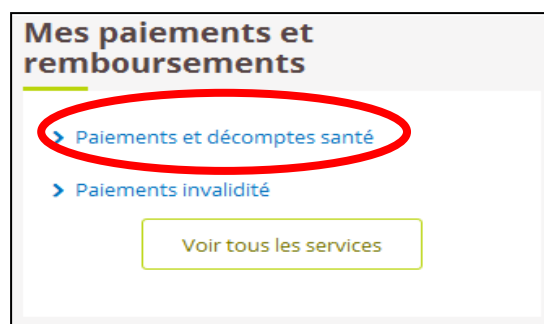 Mes paiements et
remboursements
Paiements et décomptes santé
Paiements invalidité
Voir tous les services